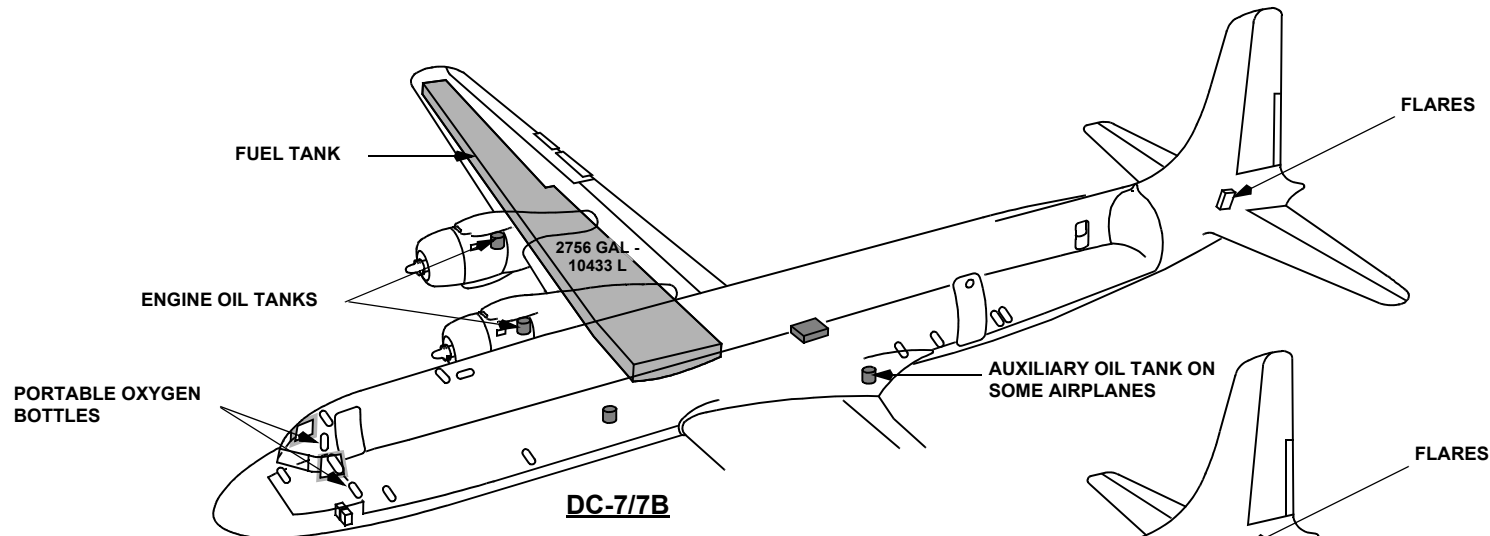 FLARES
FUEL TANK
2756 GAL -
10433 L
ENGINE OIL TANKS
AUXILIARY OIL TANK ON
SOME AIRPLANES
PORTABLE OXYGEN
BOTTLES
FLARES
DC-7/7B